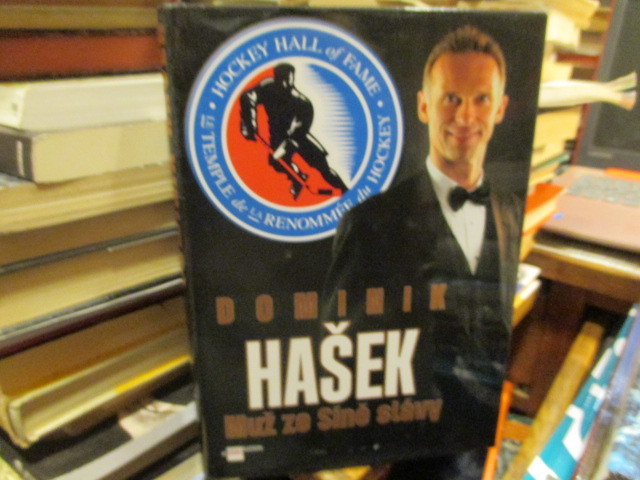 HOCKEY HALL of FAME
LE TEMPLE de LA RENOMMÉE du HOCKEY
DOMINIK
HAŠEK
Muž ze Síně slávy